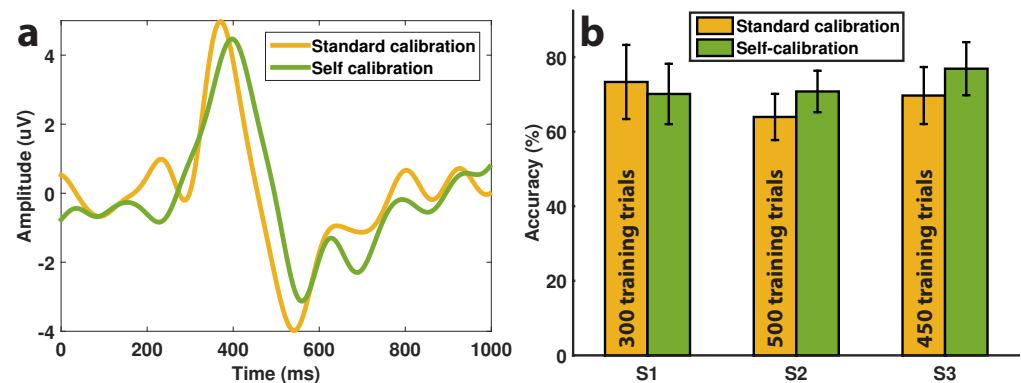 a
Standard calibration
Self calibration
Amplitude (uV)
4
2
0
-2
-4
0
200
400
600
800
1000
Time (ms)
b
Standard calibration
Self-calibration
Accuracy (%)
80
60
40
20
0
300 training trials
500 training trials
450 training trials
S1
S2
S3